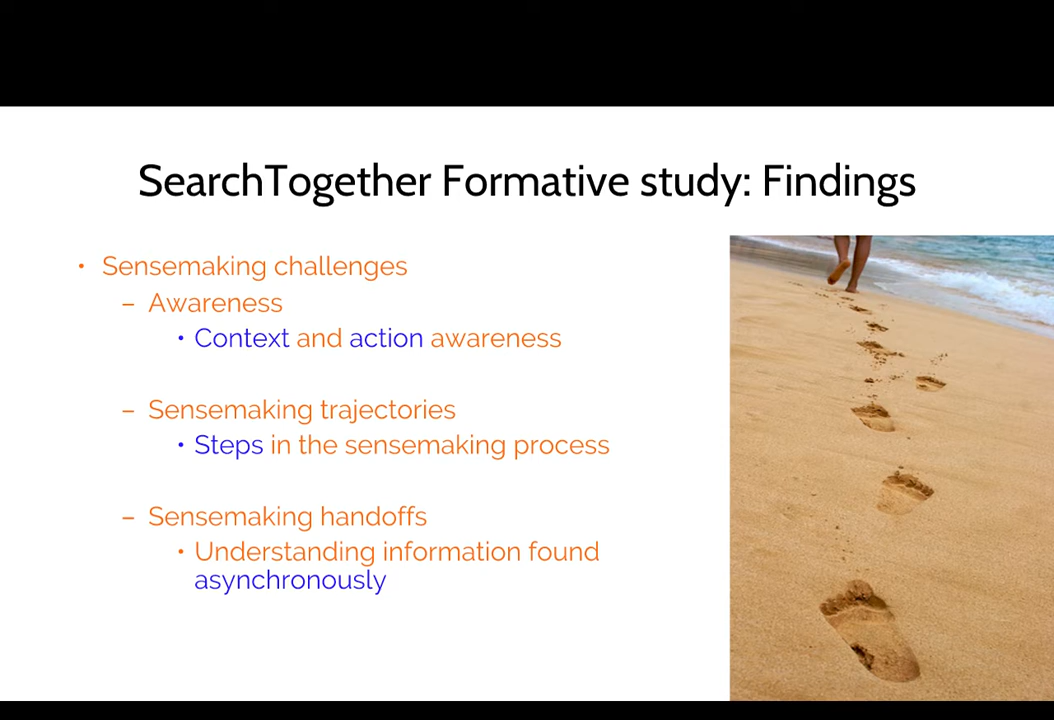 SearchTogether Formative study: Findings
• Sensemaking challenges
– Awareness
• Context and action awareness
– Sensemaking trajectories
• Steps in the sensemaking process
– Sensemaking handoffs
• Understanding information found
asynchronously